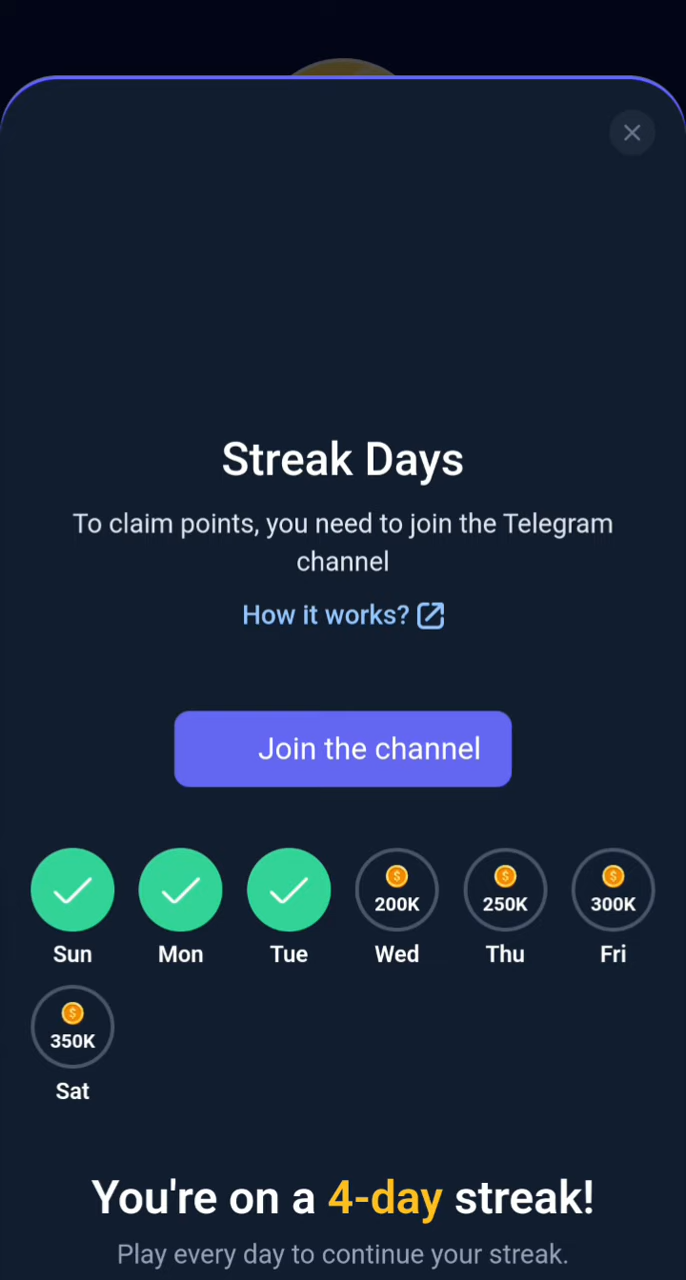 Streak Days
To claim points, you need to join the Telegram
channel
How it works?
Join the channel
200K
250K
300K
Sun
Mon
Tue
Wed
Thu
Fri
350K
Sat
You're on a 4-day streak!
Play every day to continue your streak.